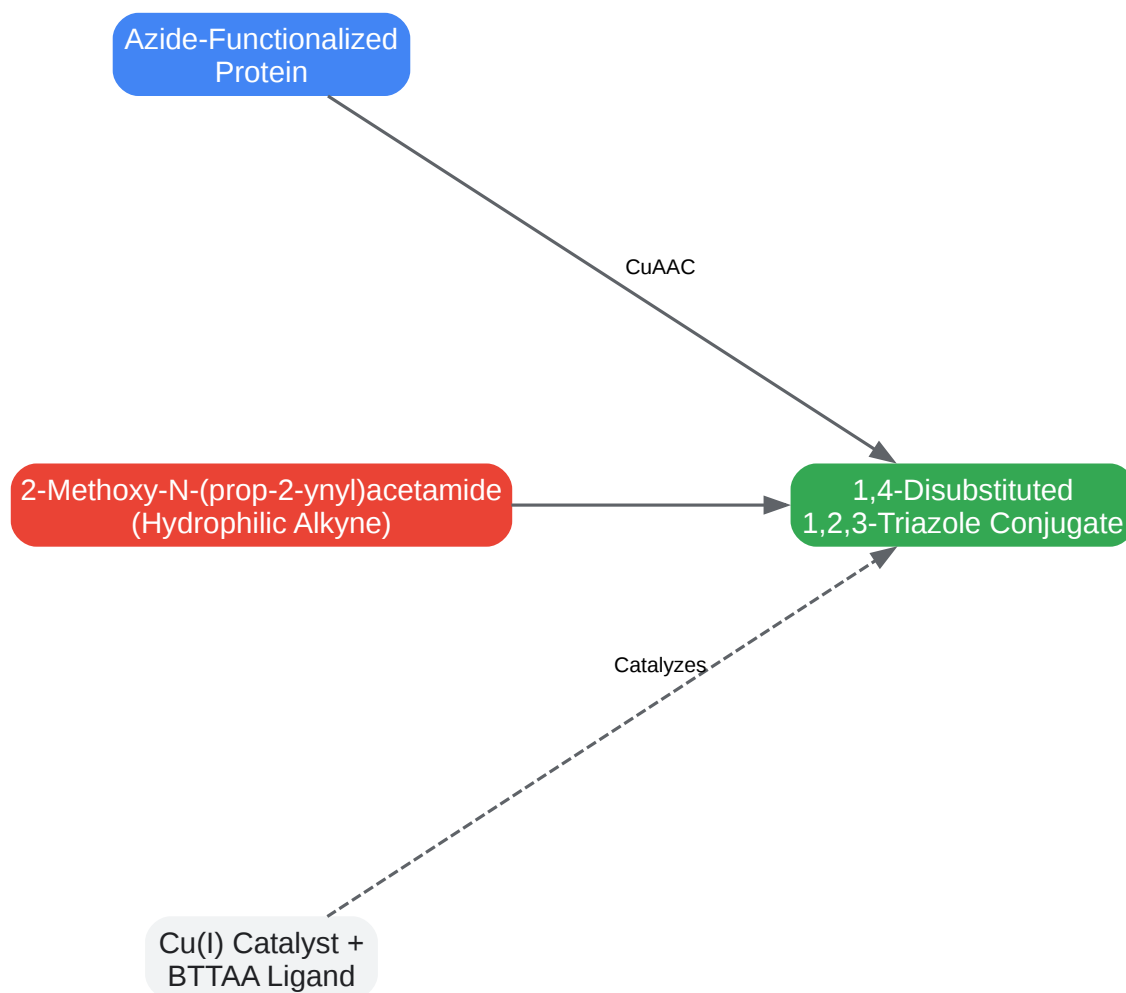 Azide-Functionalized
Protein
CuAAC
2-Methoxy-N-(prop-2-ynyl)acetamide
(Hydrophilic Alkyne)
1,4-Disubstituted
1,2,3-Triazole Conjugate
Catalyzes
Cu(I) Catalyst +
BTTAA Ligand